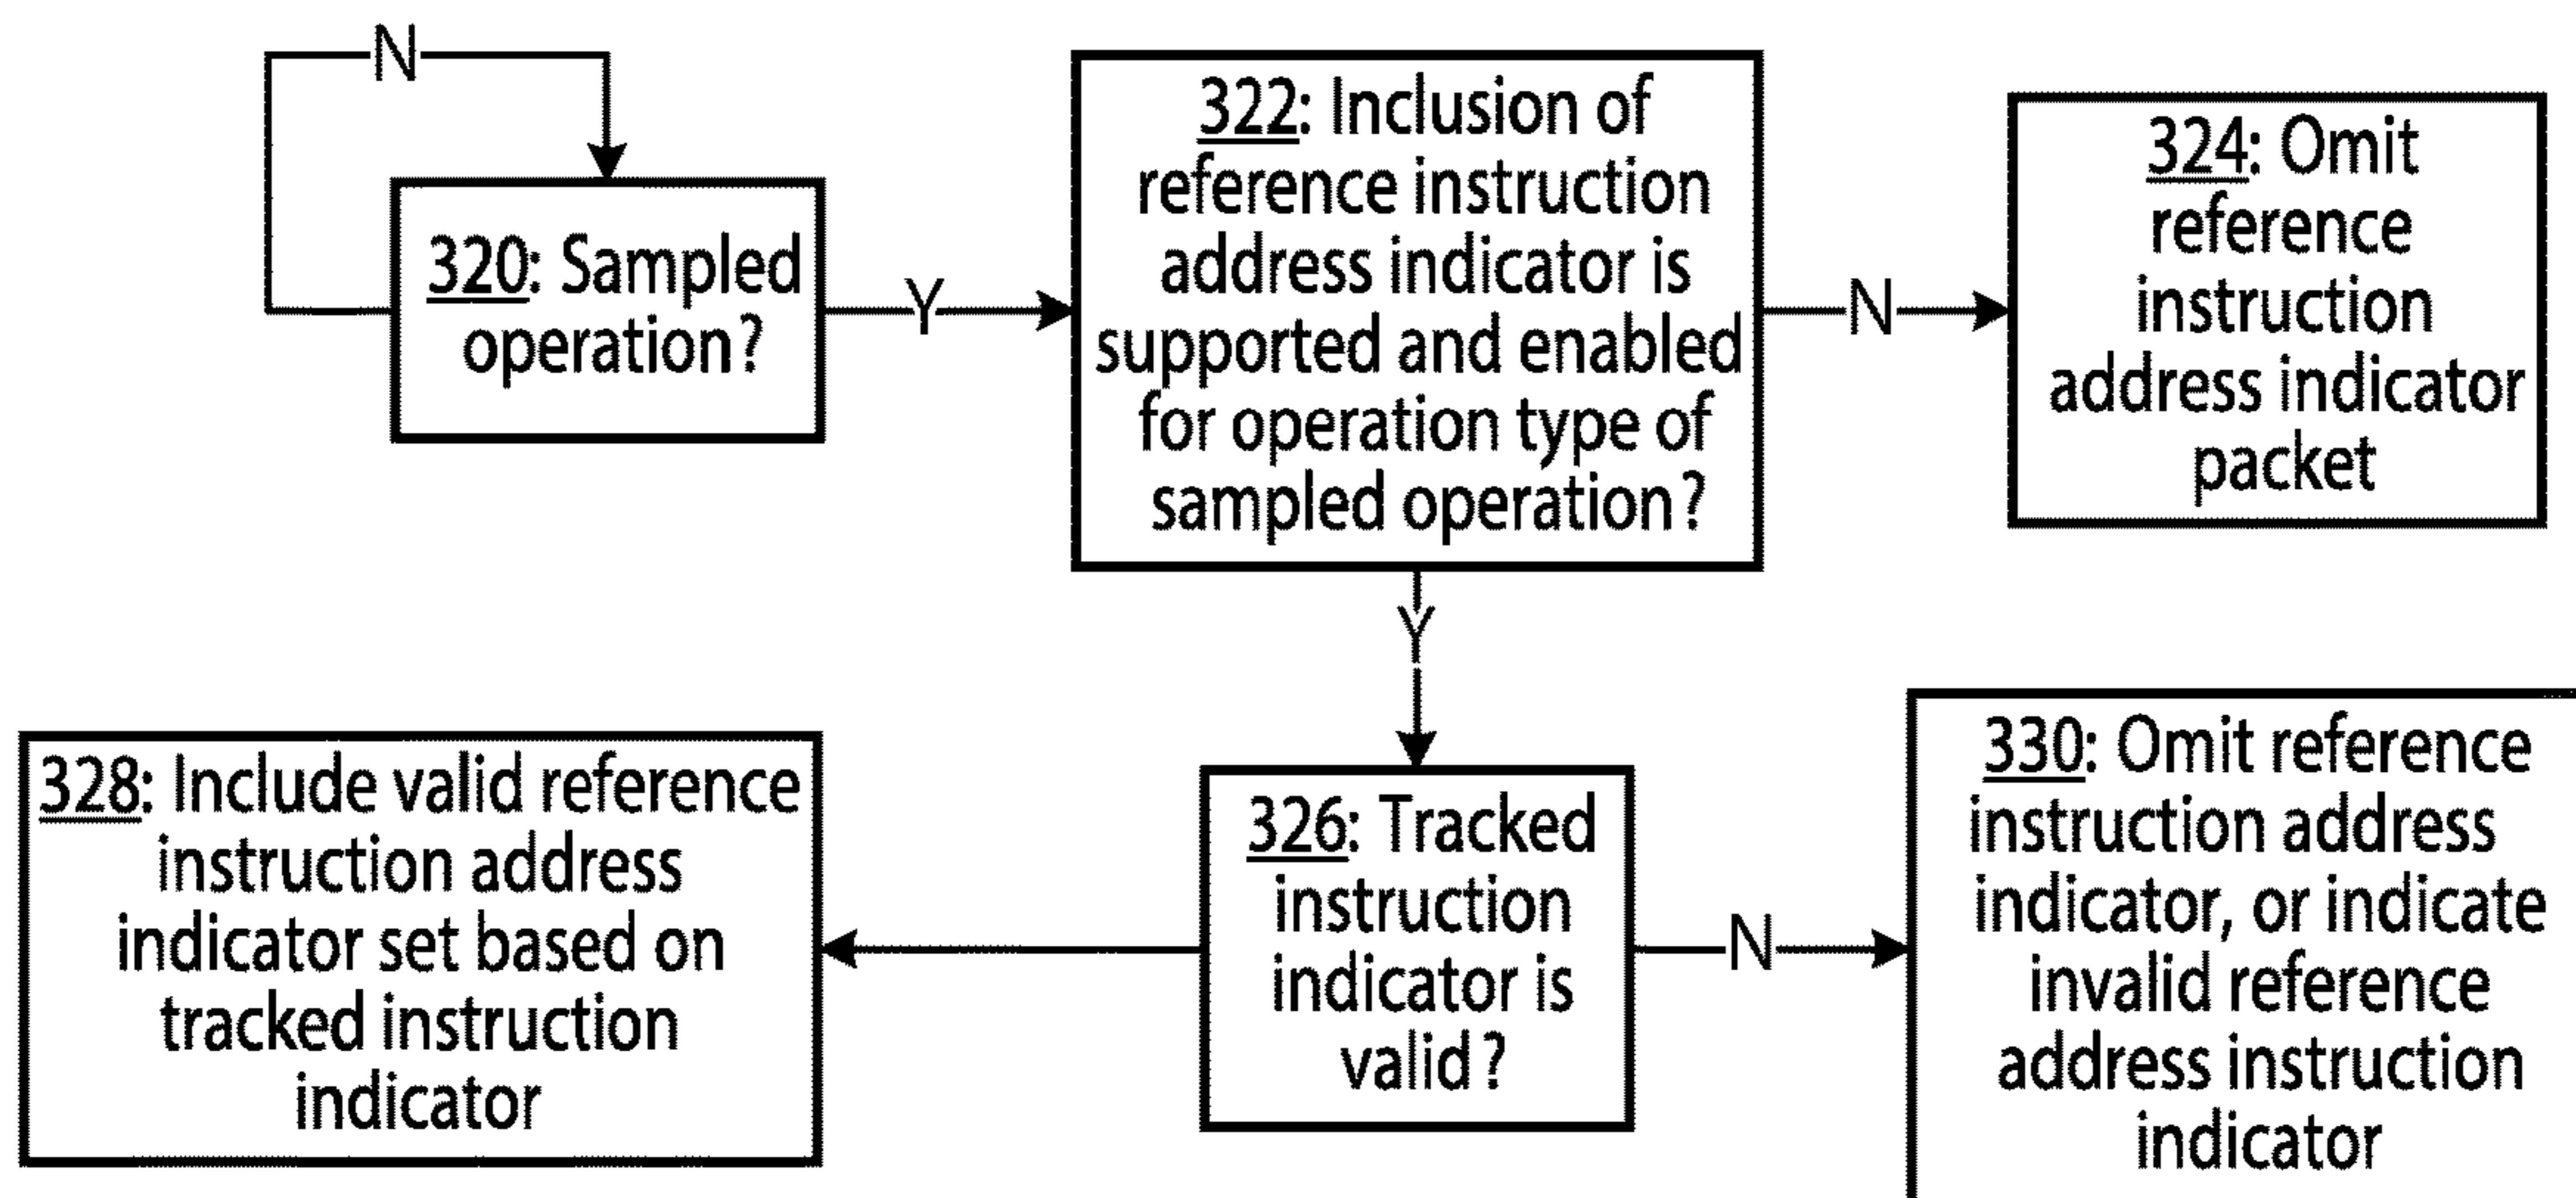 N
320: Sampled
operation?
Y
322: Inclusion of
reference instruction
address indicator is
supported and enabled
for operation type of
sampled operation?
N
324: Omit
reference
instruction
address indicator
packet
Y
326: Tracked
instruction
indicator is
valid?
328: Include valid reference
instruction address
indicator set based on
tracked instruction
indicator
N
330: Omit reference
instruction address
indicator, or indicate
invalid reference
address instruction
indicator